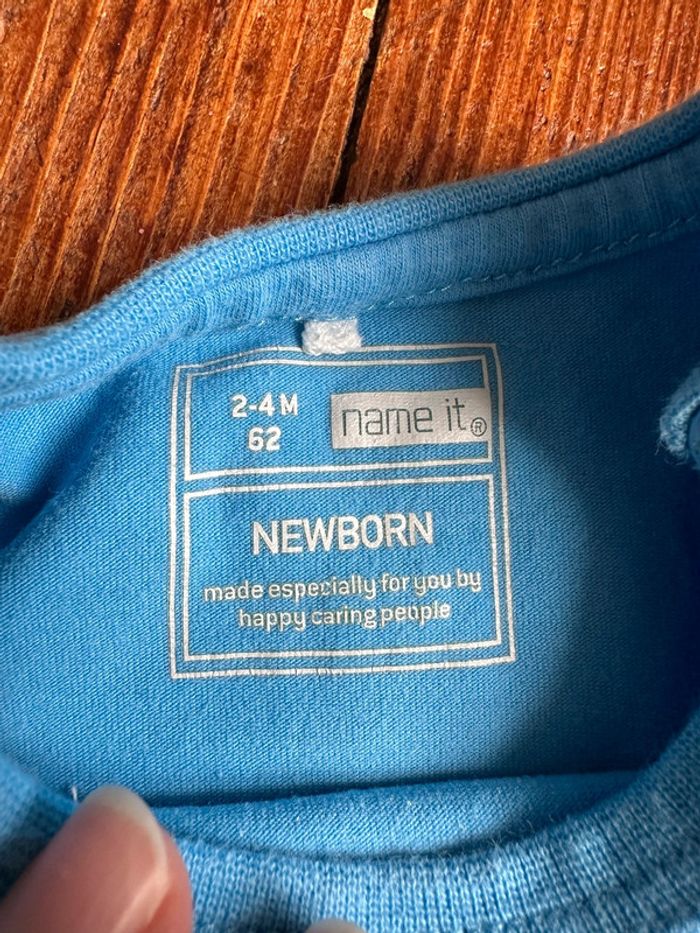 2-4 M
62
name it®
NEWBORN
made especially for you by
happy caring people